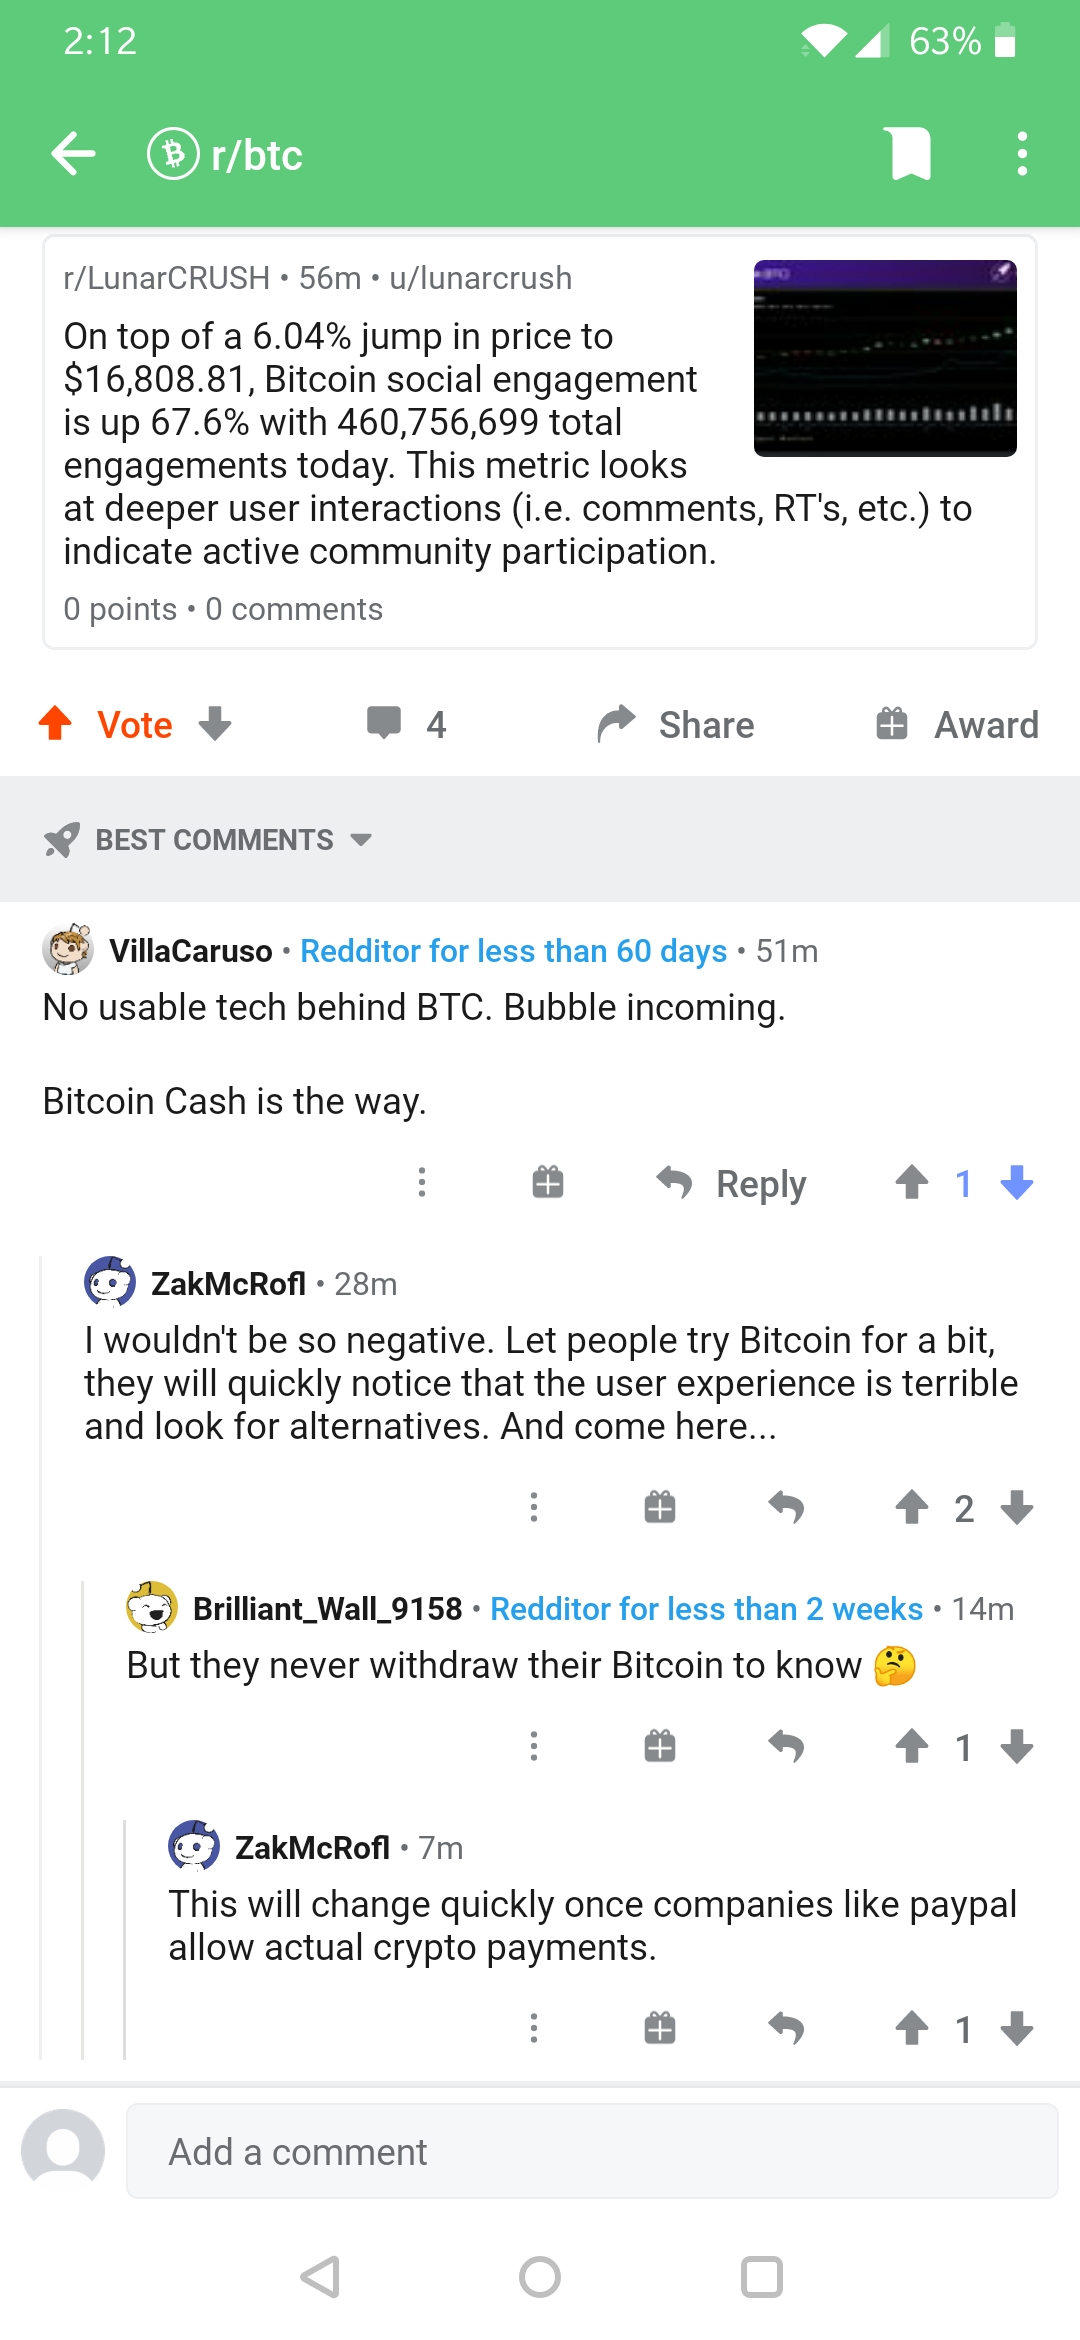 2:12
63%
r/btc
r/LunarCRUSH • 56m • u/lunarcrush
On top of a 6.04% jump in price to
$16,808.81, Bitcoin social engagement
is up 67.6% with 460,756,699 total
engagements today. This metric looks
at deeper user interactions (i.e. comments, RT's, etc.) to
indicate active community participation.
0 points • 0 comments
Vote 4 Share Award
BEST COMMENTS
VillaCaruso • Redditor for less than 60 days • 51m
No usable tech behind BTC. Bubble incoming.
Bitcoin Cash is the way.
Reply 1
ZakMcRofl • 28m
I wouldn't be so negative. Let people try Bitcoin for a bit,
they will quickly notice that the user experience is terrible
and look for alternatives. And come here...
2
Brilliant_Wall_9158 • Redditor for less than 2 weeks • 14m
But they never withdraw their Bitcoin to know 🤔
1
ZakMcRofl • 7m
This will change quickly once companies like paypal
allow actual crypto payments.
1
Add a comment